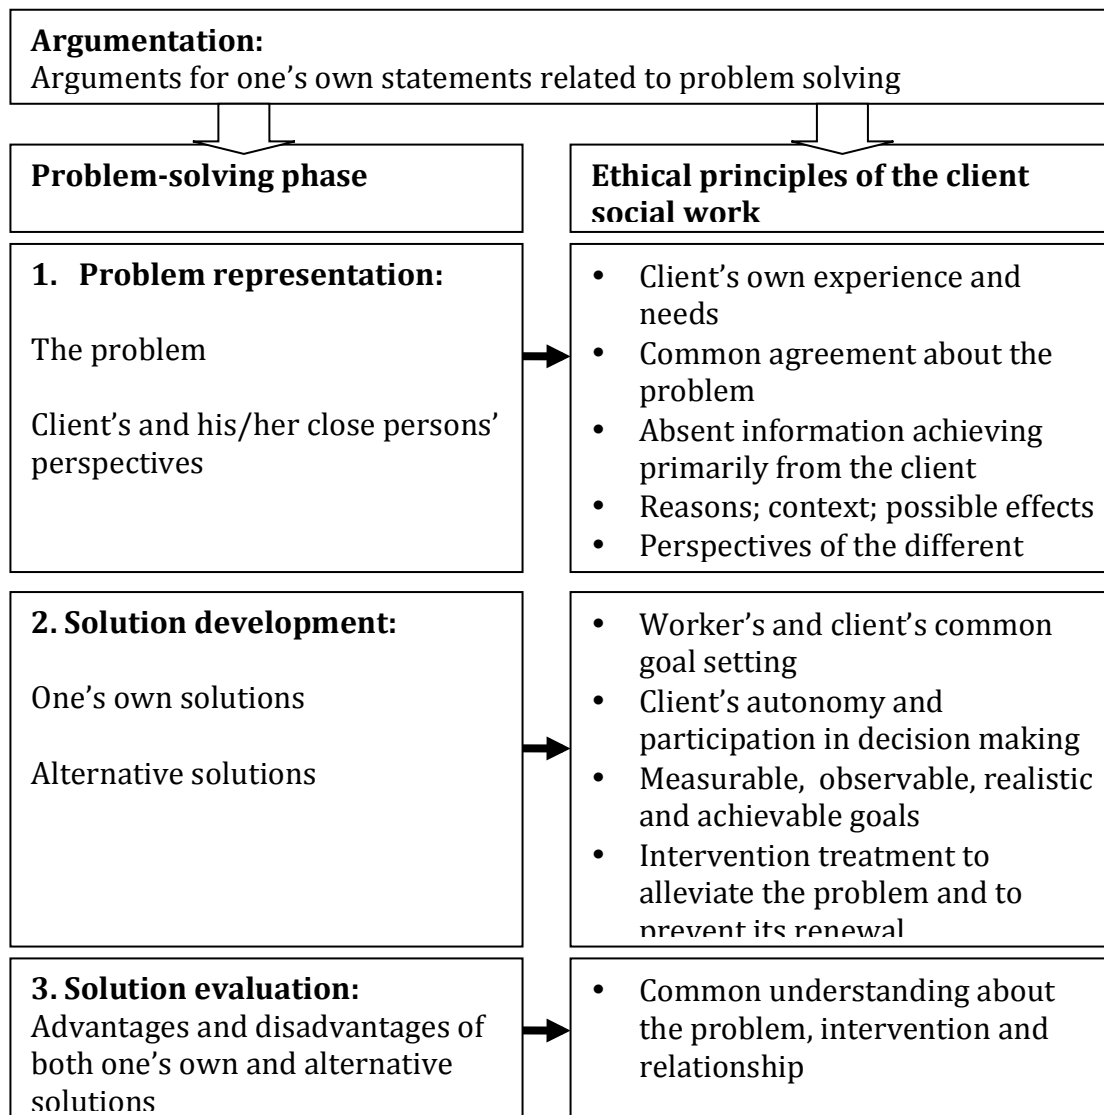 Argumentation:
Arguments for one’s own statements related to problem solving
Problem-solving phase
Ethical principles of the client
social work
1. Problem representation:
The problem
Client’s and his/her close persons’
perspectives
• Client’s own experience and
needs
• Common agreement about the
problem
• Absent information achieving
primarily from the client
• Reasons; context; possible effects
• Perspectives of the different
2. Solution development:
One’s own solutions
Alternative solutions
• Worker’s and client’s common
goal setting
• Client’s autonomy and
participation in decision making
• Measurable, observable, realistic
and achievable goals
• Intervention treatment to
alleviate the problem and to
prevent its renewal
3. Solution evaluation:
Advantages and disadvantages of
both one’s own and alternative
solutions
• Common understanding about
the problem, intervention and
relationship